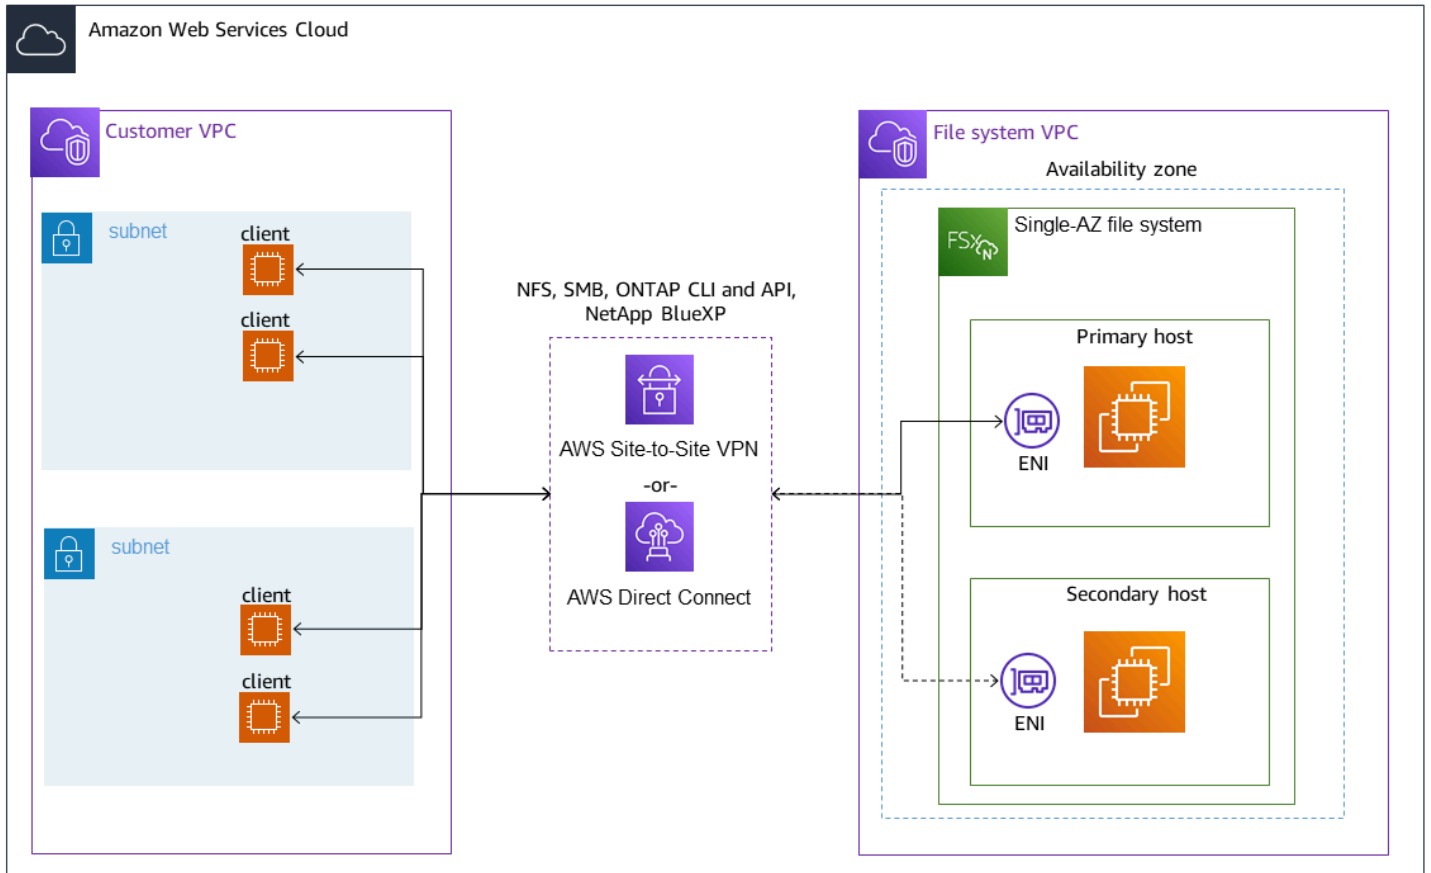 Amazon Web Services Cloud
Customer VPC
subnet
client
client
subnet
client
client
NFS, SMB, ONTAP CLI and API,
NetApp BlueXP
AWS Site-to-Site VPN
-or-
AWS Direct Connect
File system VPC
Availability zone
FSx
N
Single-AZ file system
Primary host
ENI
Secondary host
ENI